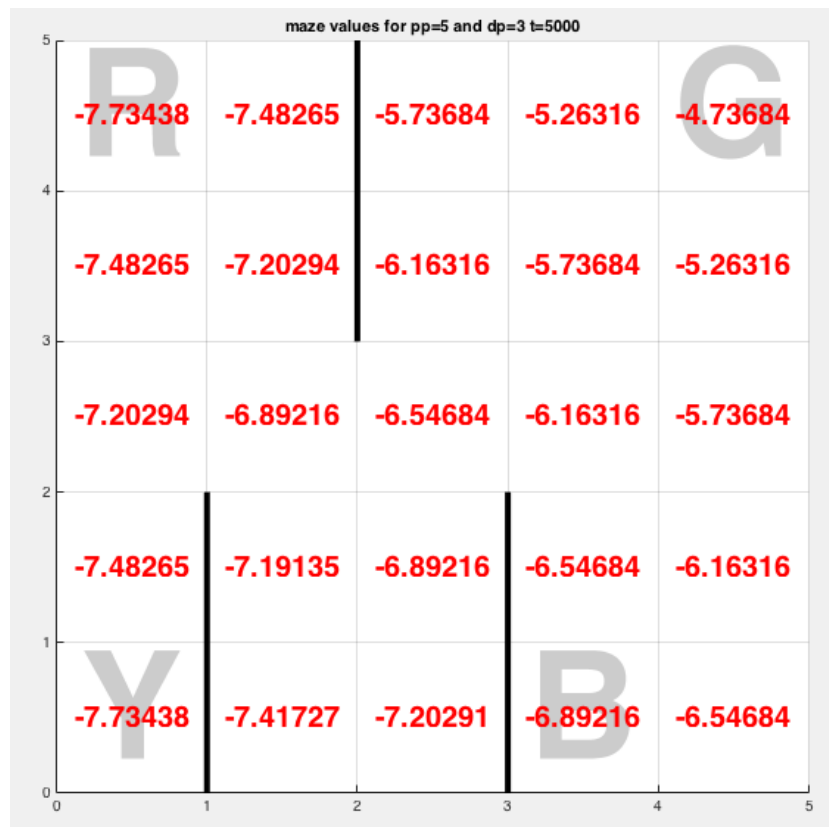 maze values for pp=5 and dp=3 t=5000
5
R G
-7.73438 -7.48265 -5.73684 -5.26316 -4.73684
4
-7.48265 -7.20294 -6.16316 -5.73684 -5.26316
3
-7.20294 -6.89216 -6.54684 -6.16316 -5.73684
2
-7.48265 -7.19135 -6.89216 -6.54684 -6.16316
1
Y B
-7.73438 -7.41727 -7.20291 -6.89216 -6.54684
0
0 1 2 3 4 5